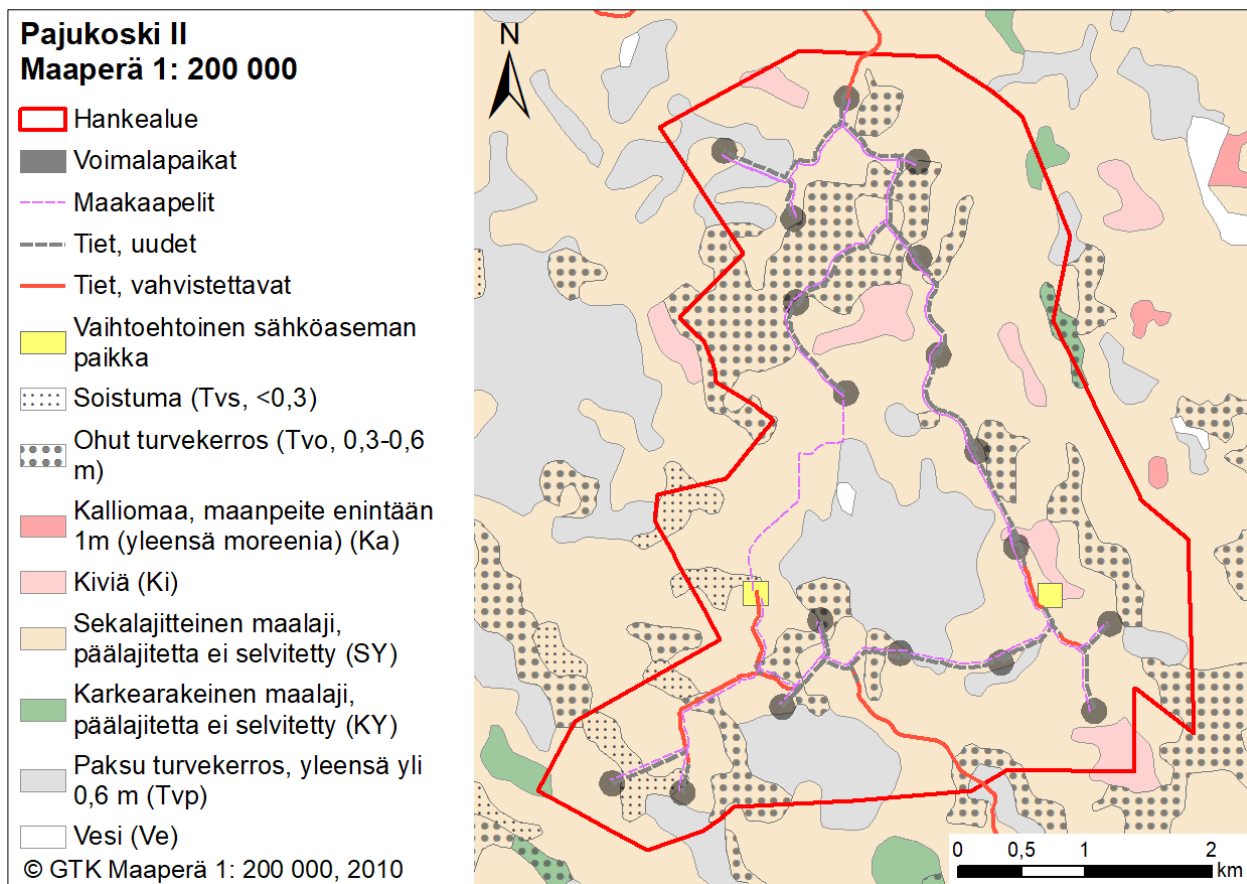 Pajukoski II
Maaperä 1: 200 000
Hankealue
Voimalapaikat
Maakaapelit
Tiet, uudet
Tiet, vahvistettavat
Vaihtoehtoinen sähköaseman
paikka
Soistuma (Tvs, <0,3)
Ohut turvekerros (Tvo, 0,3-0,6
m)
Kalliomaa, maanpeite enintään
1m (yleensä moreenia) (Ka)
Kiviä (Ki)
Sekalajitteinen maalaji,
päälajitetta ei selvitetty (SY)
Karkearakeinen maalaji,
päälajitetta ei selvitetty (KY)
Paksu turvekerros, yleensä yli
0,6 m (Tvp)
Vesi (Ve)
© GTK Maaperä 1: 200 000, 2010
N
0 0,5 1 2
km